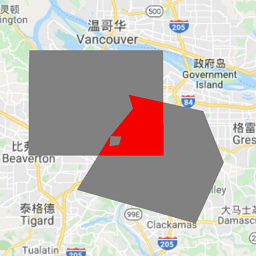 灵顿
ington
温哥华
Vancouver
500
205
政府岛
Government
Island
84
比弗
Beaverton
格雷
Gres
泰格德
Tigard
99E
lley
大马士革
Damascu
Clackamas
205
Tualatin